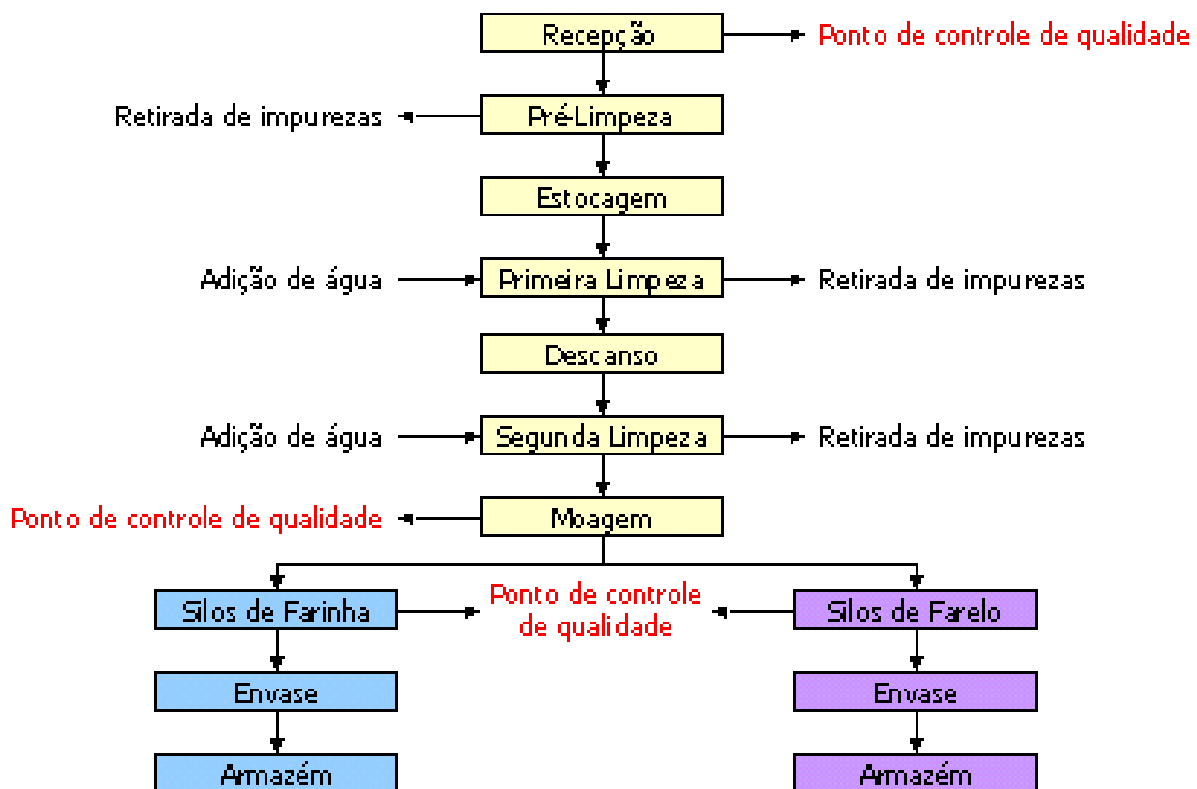 Recepção
Ponto de controle de qualidade
Retirada de impurezas
Pré-Limpeza
Estocagem
Adição de água
Primeira Limpeza
Retirada de impurezas
Descanso
Adição de água
Segunda Limpeza
Retirada de impurezas
Ponto de controle de qualidade
Moagem
Silos de Farinha
Ponto de controle
de qualidade
Silos de Farelo
Envase
Envase
Armazém
Armazém